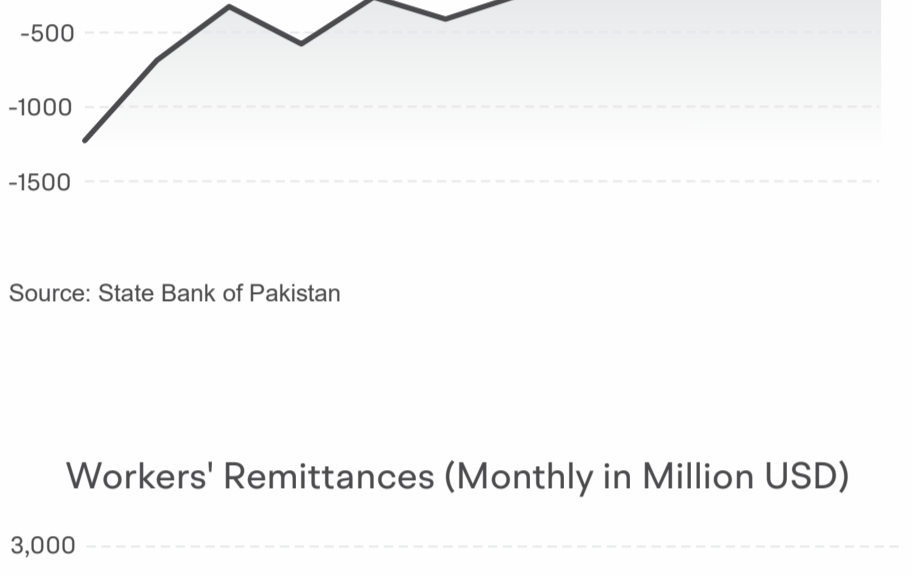 -500
-1000
-1500
Source: State Bank of Pakistan
Workers' Remittances (Monthly in Million USD)
3,000